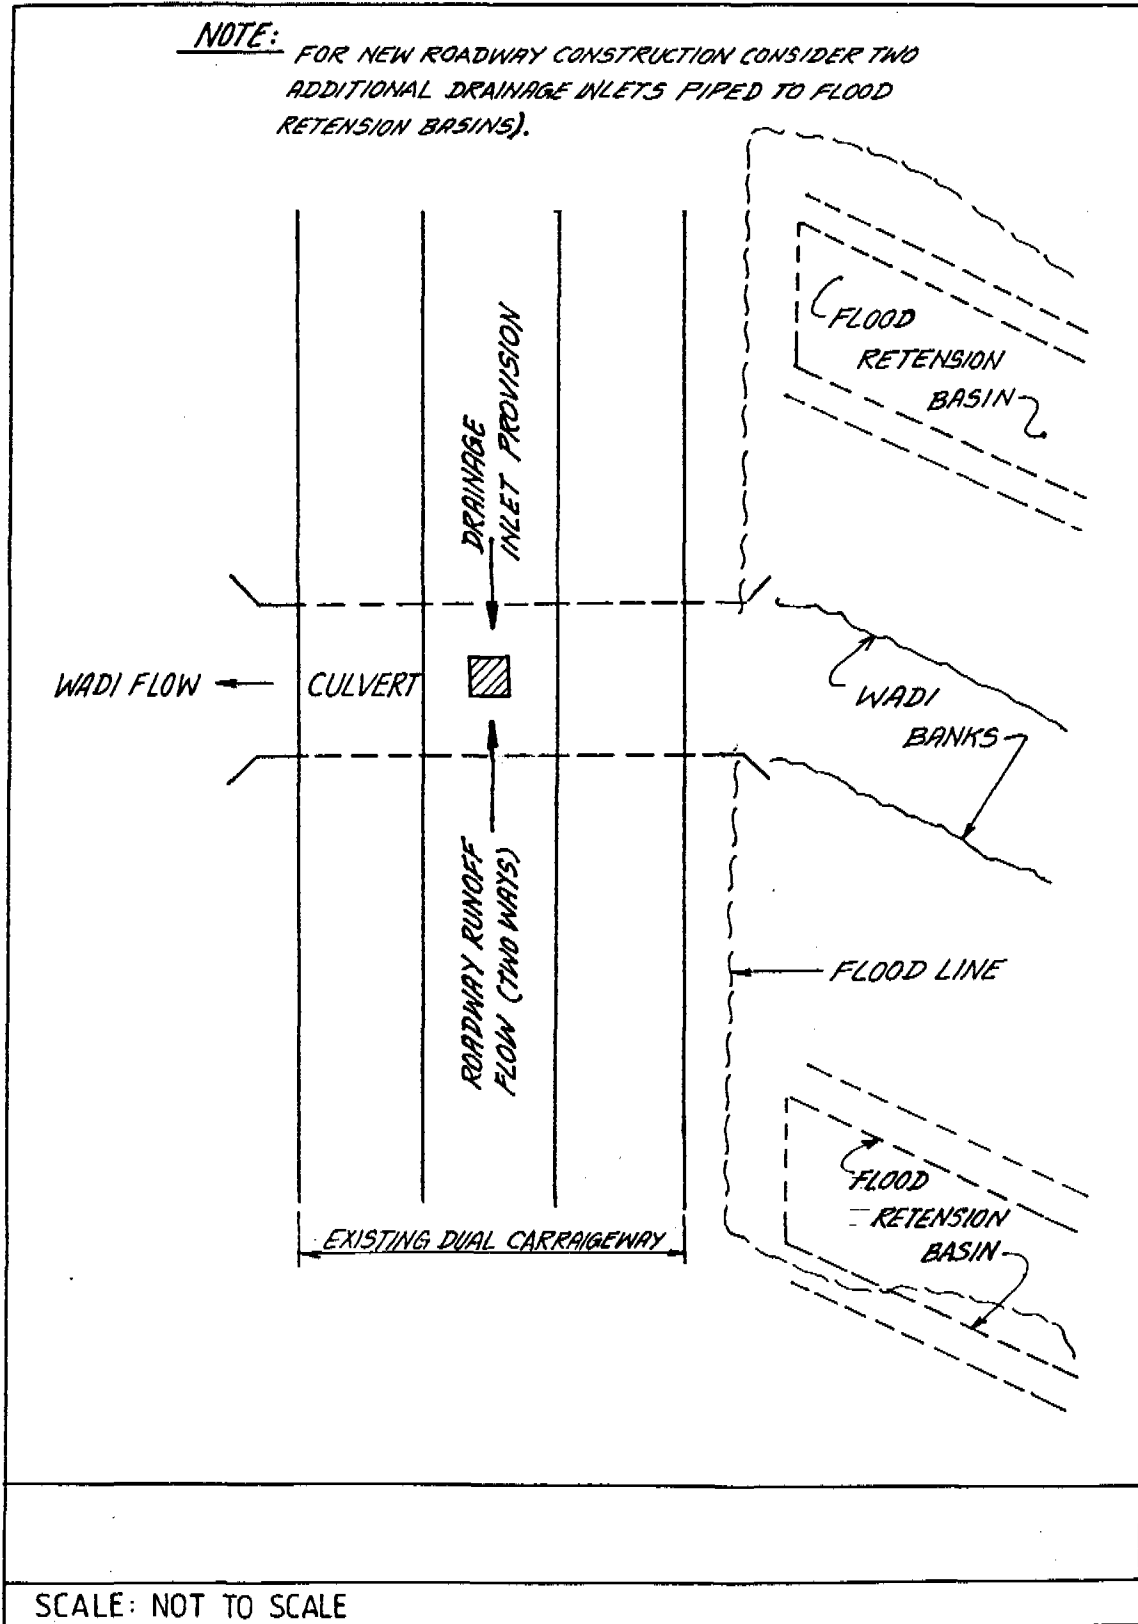 NOTE:
FOR NEW ROADWAY CONSTRUCTION CONSIDER TWO
ADDITIONAL DRAINAGE INLETS PIPED TO FLOOD
RETENSION BASINS).
FLOOD
RETENSION
BASIN
DRAINAGE
INLET PROVISION
WADI FLOW
CULVERT
WADI
BANKS
ROADWAY RUNOFF
FLOW (TWO WAYS)
FLOOD LINE
FLOOD
RETENSION
BASIN
EXISTING DUAL CARRAIGEWAY
SCALE: NOT TO SCALE